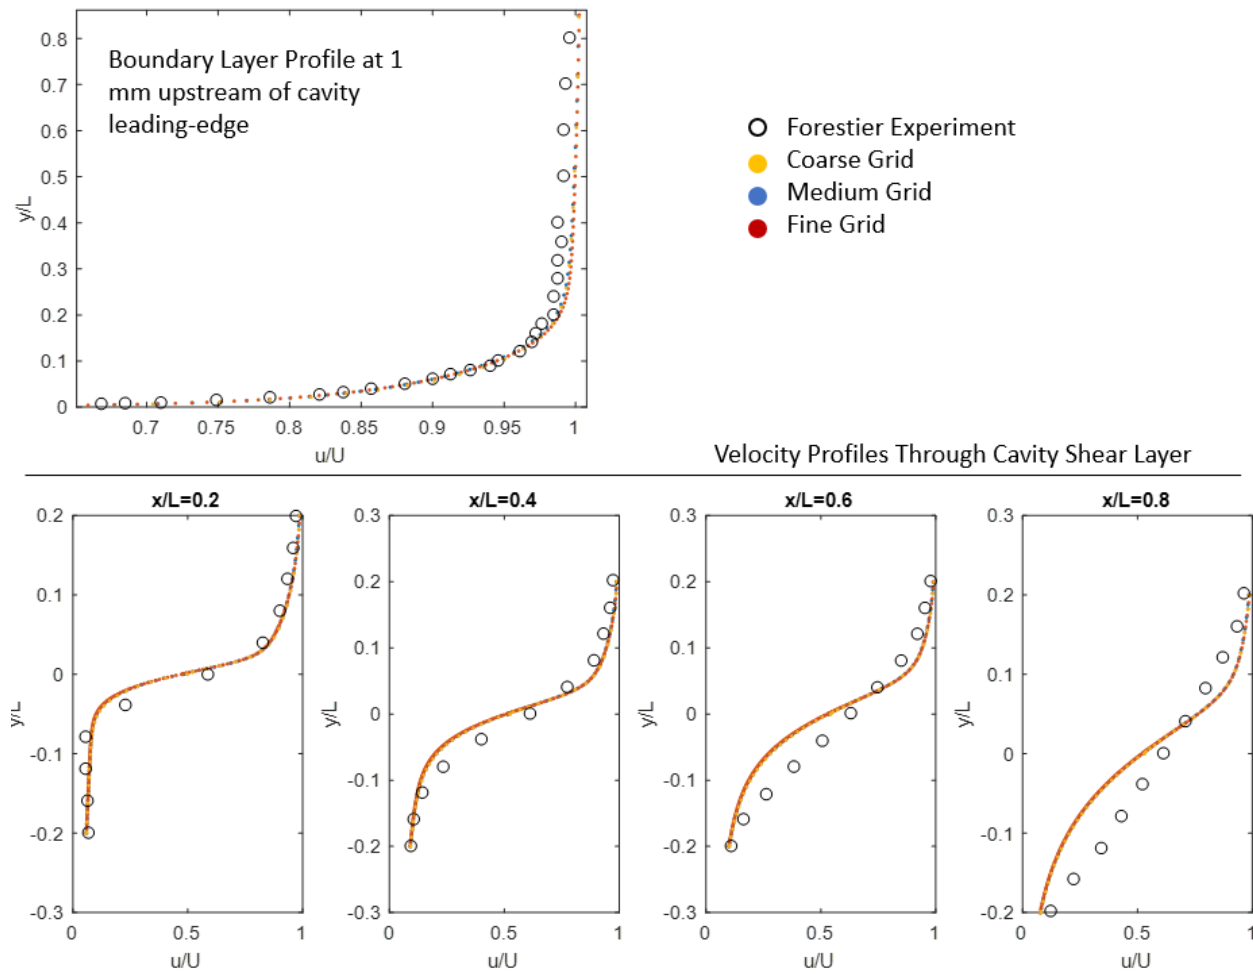 0.8
0.7
0.6
0.5
0.4
0.3
0.2
0.1
0
y/L
Boundary Layer Profile at 1
mm upstream of cavity
leading-edge
0.7 0.75 0.8 0.85 0.9 0.95 1
u/U
Forestier Experiment
Coarse Grid
Medium Grid
Fine Grid
Velocity Profiles Through Cavity Shear Layer
x/L=0.2
0.2
0.1
0
-0.1
-0.2
-0.3
y/L
0 0.5 1
u/U
x/L=0.4
0.3
0.2
0.1
0
-0.1
-0.2
-0.3
y/L
0 0.5 1
u/U
x/L=0.6
0.3
0.2
0.1
0
-0.1
-0.2
-0.3
y/L
0 0.5 1
u/U
x/L=0.8
0.3
0.2
0.1
0
-0.1
-0.2
y/L
0 0.5 1
u/U